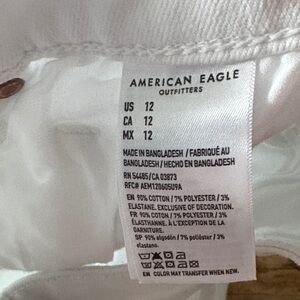 AMERICAN EAGLE
OUTFITTERS
US 12
CA 12
MX 12
MADE IN BANGLADESH / FABRIQUÉ AU
BANGLADESH / HECHO EN BANGLADESH
RN 54485/CA 03873
RFC# AEM120605U9A
EN 90% COTTON / 7% POLYESTER / 3%
ELASTANE. EXCLUSIVE OF DECORATION.
FR 90% COTON / 7% POLYESTER / 3%
ÉLASTHANNE. À L'EXCEPTION DE LA
GARNITURE.
SP 90% algodón / 7% poliéster / 3%
elastano.
EN COLOR MAY TRANSFER WHEN NEW.